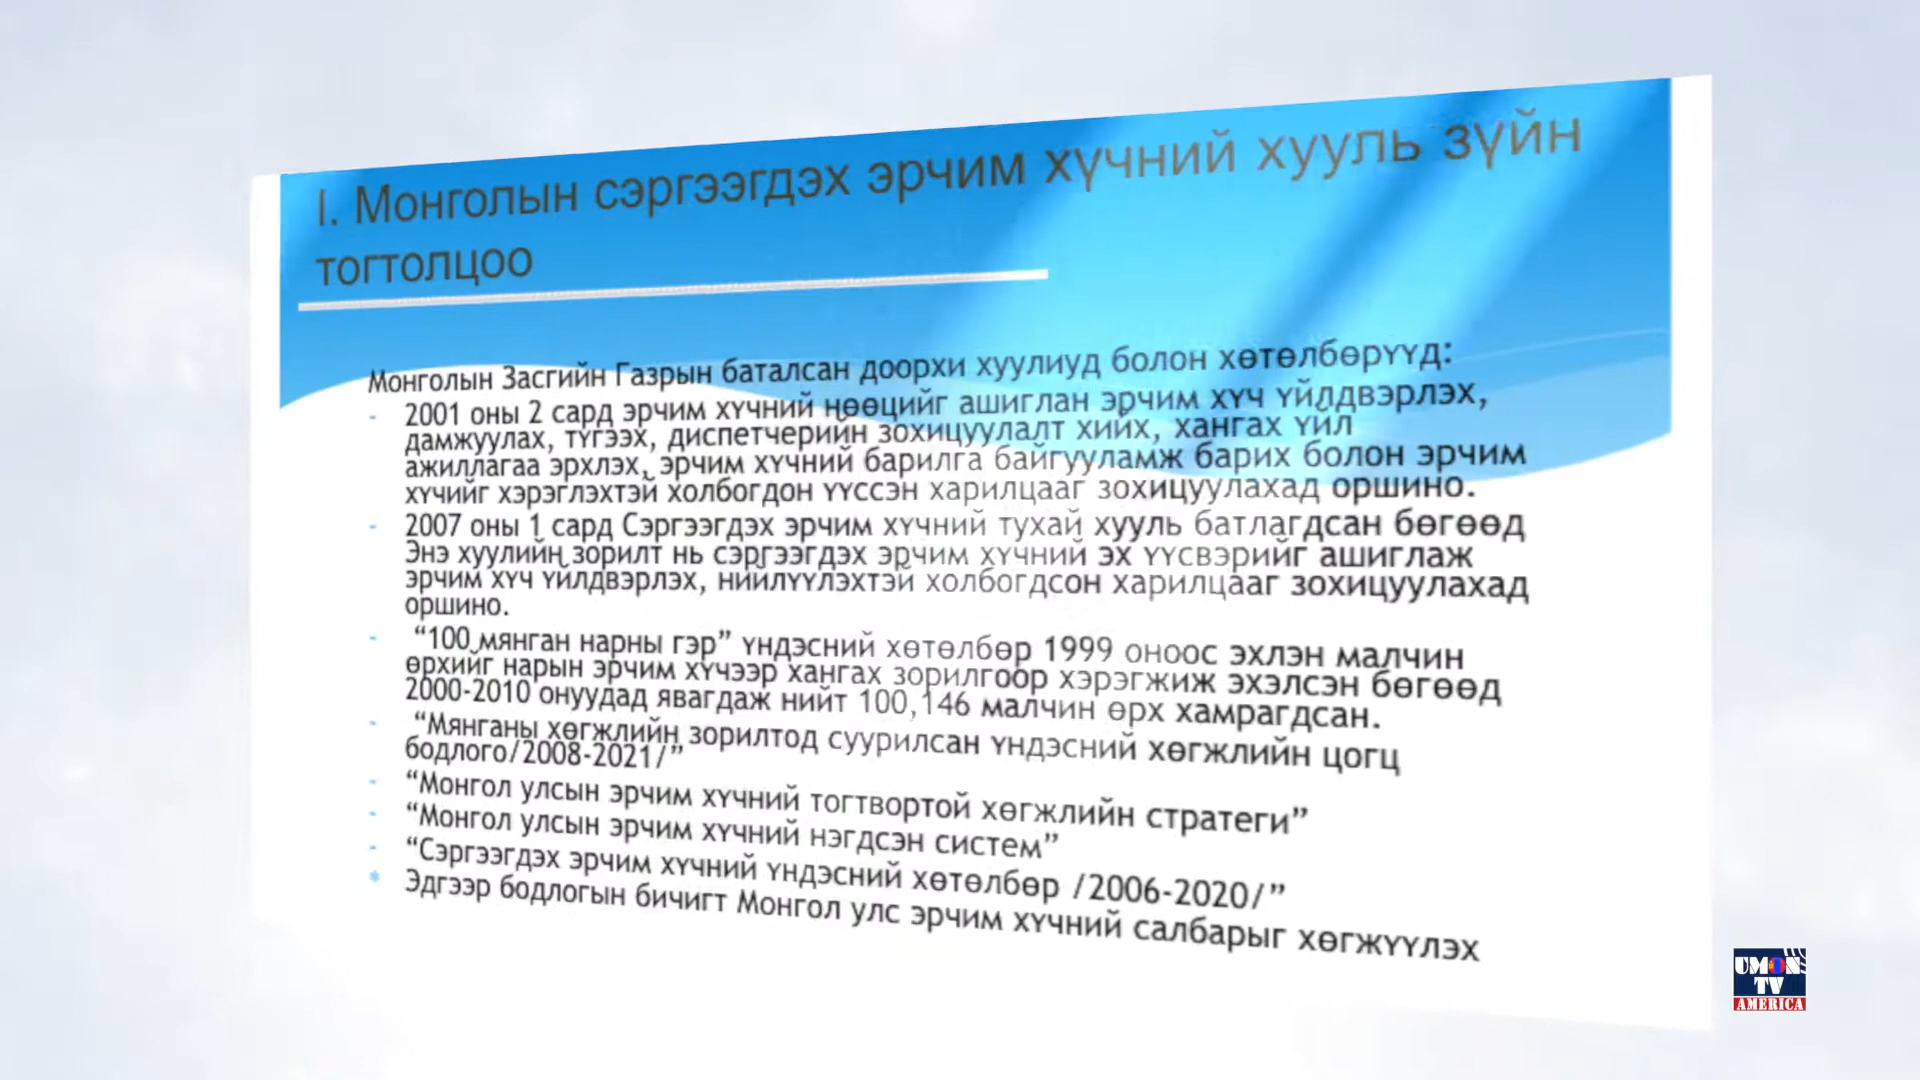 I. Монголын сэргээгдэх эрчим хүчний хууль зүйн
тогтолцоо
Монголын Засгийн Газрын баталсан доорхи хуулиуд болон хөтөлбөрүүд:
- 2001 оны 2 сард эрчим хүчний нөөцийг ашиглан эрчим хүч үйлдвэрлэх,
дамжуулах, түгээх, диспетчерийн зохицуулалт хийх, хангах үйл
ажиллагаа эрхлэх, эрчим хүчний барилга байгууламж барих болон эрчим
хүчийг хэрэглэхтэй холбогдон үүссэн харилцааг зохицуулахад оршино.
- 2007 оны 1 сард Сэргээгдэх эрчим хүчний тухай хууль батлагдсан бөгөөд
Энэ хуулийн зорилт нь сэргээгдэх эрчим хүчний эх үүсвэрийг ашиглаж
эрчим хүч үйлдвэрлэх, нийлүүлэхтэй холбогдсон харилцааг зохицуулахад
оршино.
- “100 мянган нарны гэр” үндэсний хөтөлбөр 1999 оноос эхлэн малчин
өрхийг нарын эрчим хүчээр хангах зорилгоор хэрэгжиж эхэлсэн бөгөөд
2000-2010 онуудад явагдаж нийт 100,146 малчин өрх хамрагдсан.
- “Мянганы хөгжлийн зорилтод суурилсан үндэсний хөгжлийн цогц
бодлого/2008-2021/”
- “Монгол улсын эрчим хүчний тогтвортой хөгжлийн стратеги”
- “Монгол улсын эрчим хүчний нэгдсэн систем”
- “Сэргээгдэх эрчим хүчний үндэсний хөтөлбөр /2006-2020/”
* Эдгээр бодлогын бичигт Монгол улс эрчим хүчний салбарыг хөгжүүлэх
UMON
TV
AMERICA